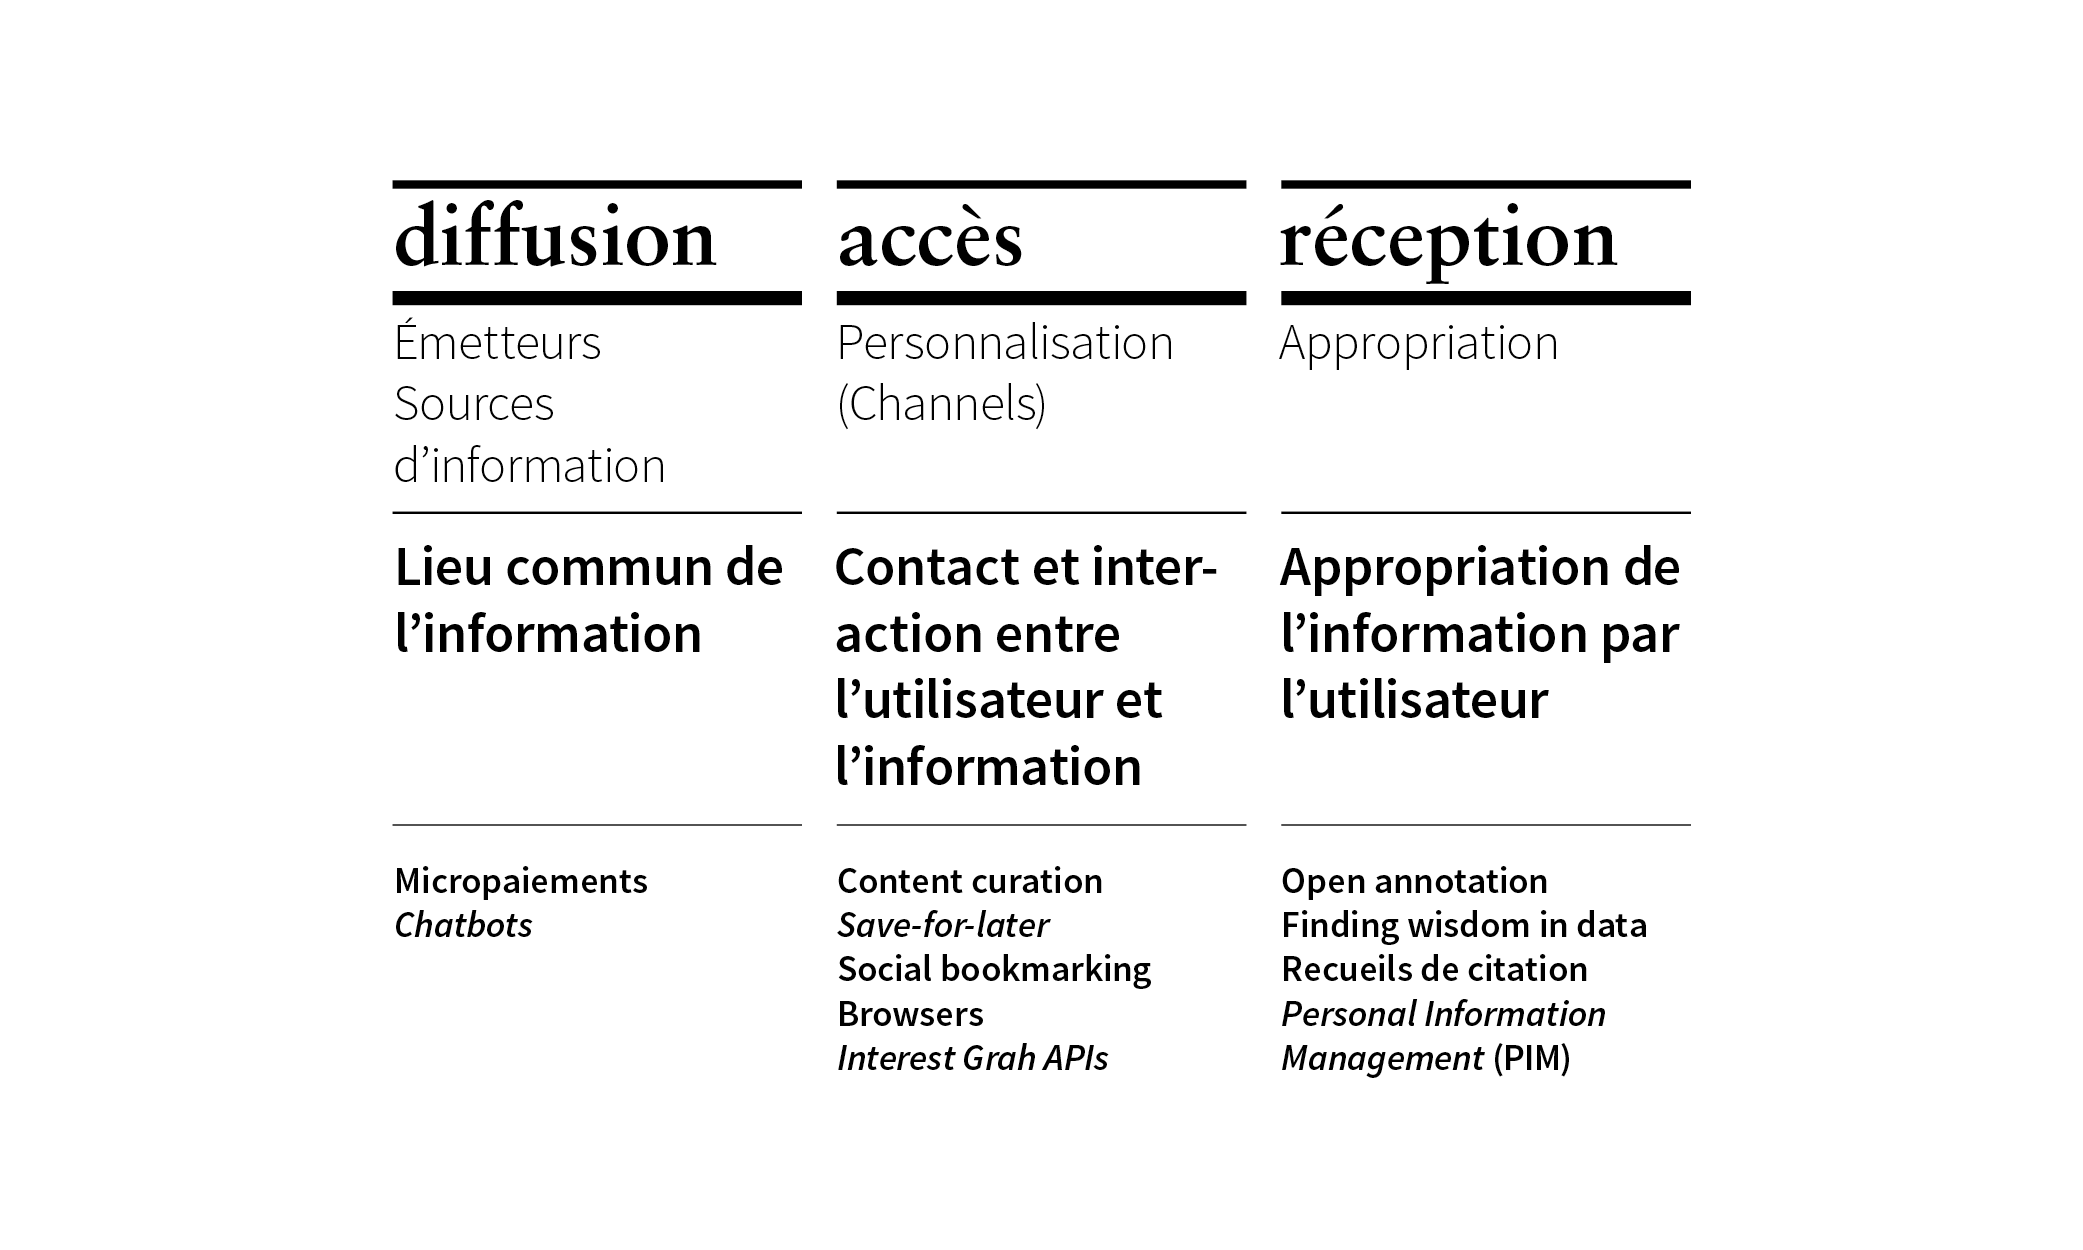 diffusion
Émetteurs
Sources
d’information
Lieu commun de
l’information
Micropaiements
Chatbots
accès
Personnalisation
(Channels)
Contact et inter-
action entre
l’utilisateur et
l’information
Content curation
Save-for-later
Social bookmarking
Browsers
Interest Grah APIs
réception
Appropriation
Appropriation de
l’information par
l’utilisateur
Open annotation
Finding wisdom in data
Recueils de citation
Personal Information
Management (PIM)